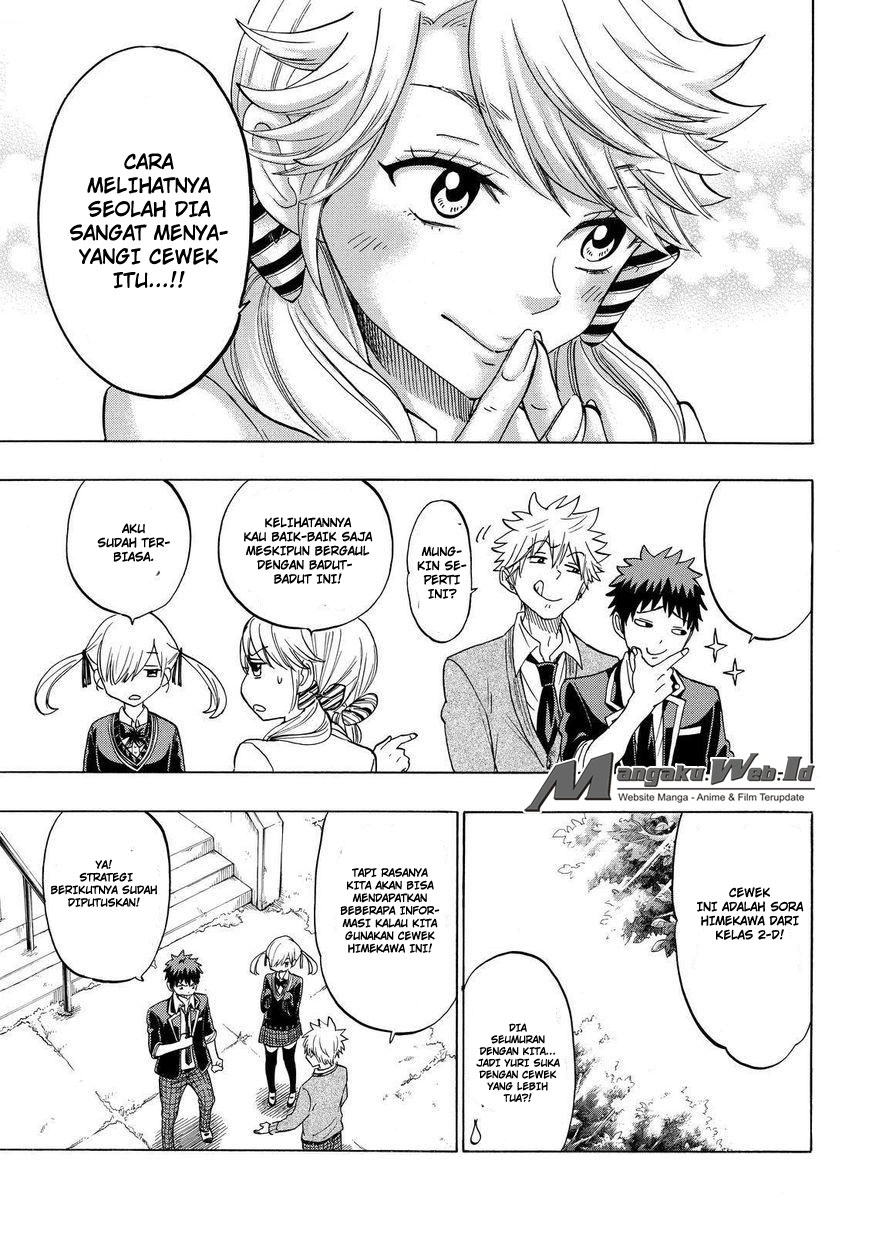 CARA
MELIHATNYA
SEOLAH DIA
SANGAT MENYA-
YANGI CEWEK
ITU...!!
MUNG-
KIN SE-
PERTI
INI?
KELIHATANNYA
KAU BAIK-BAIK SAJA
MESKIPUN BERGAUL
DENGAN BADUT-
BADUT INI!
AKU
SUDAH TER-
BIASA.
Mangaku.Web.Id
Website Manga - Anime & Film Terupdate
CEWEK
INI ADALAH SORA
HIMEKAWA DARI
KELAS 2-D!
DIA
SEUMURAN
DENGAN KITA...
JADI YURI SUKA
DENGAN CEWEK
YANG LEBIH
TUA?!
TAPI RASANYA
KITA AKAN BISA
MENDAPATKAN
BEBERAPA INFOR-
MASI KALAU KITA
GUNAKAN CEWEK
HIMEKAWA INI!
YA!
STRATEGI
BERIKUTNYA SUDAH
DIPUTUSKAN!